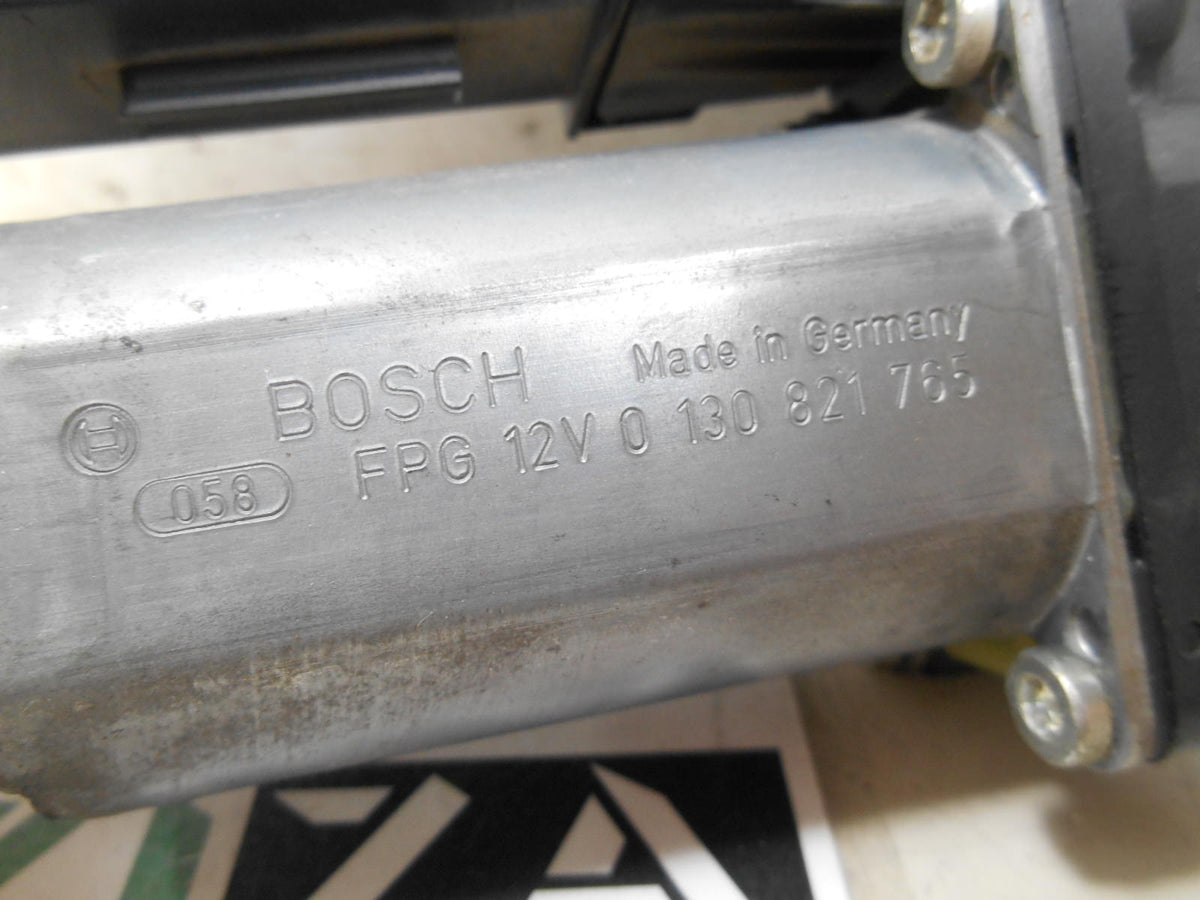 BOSCH Made in Germany
FPG 12V 0 130 821 765
058